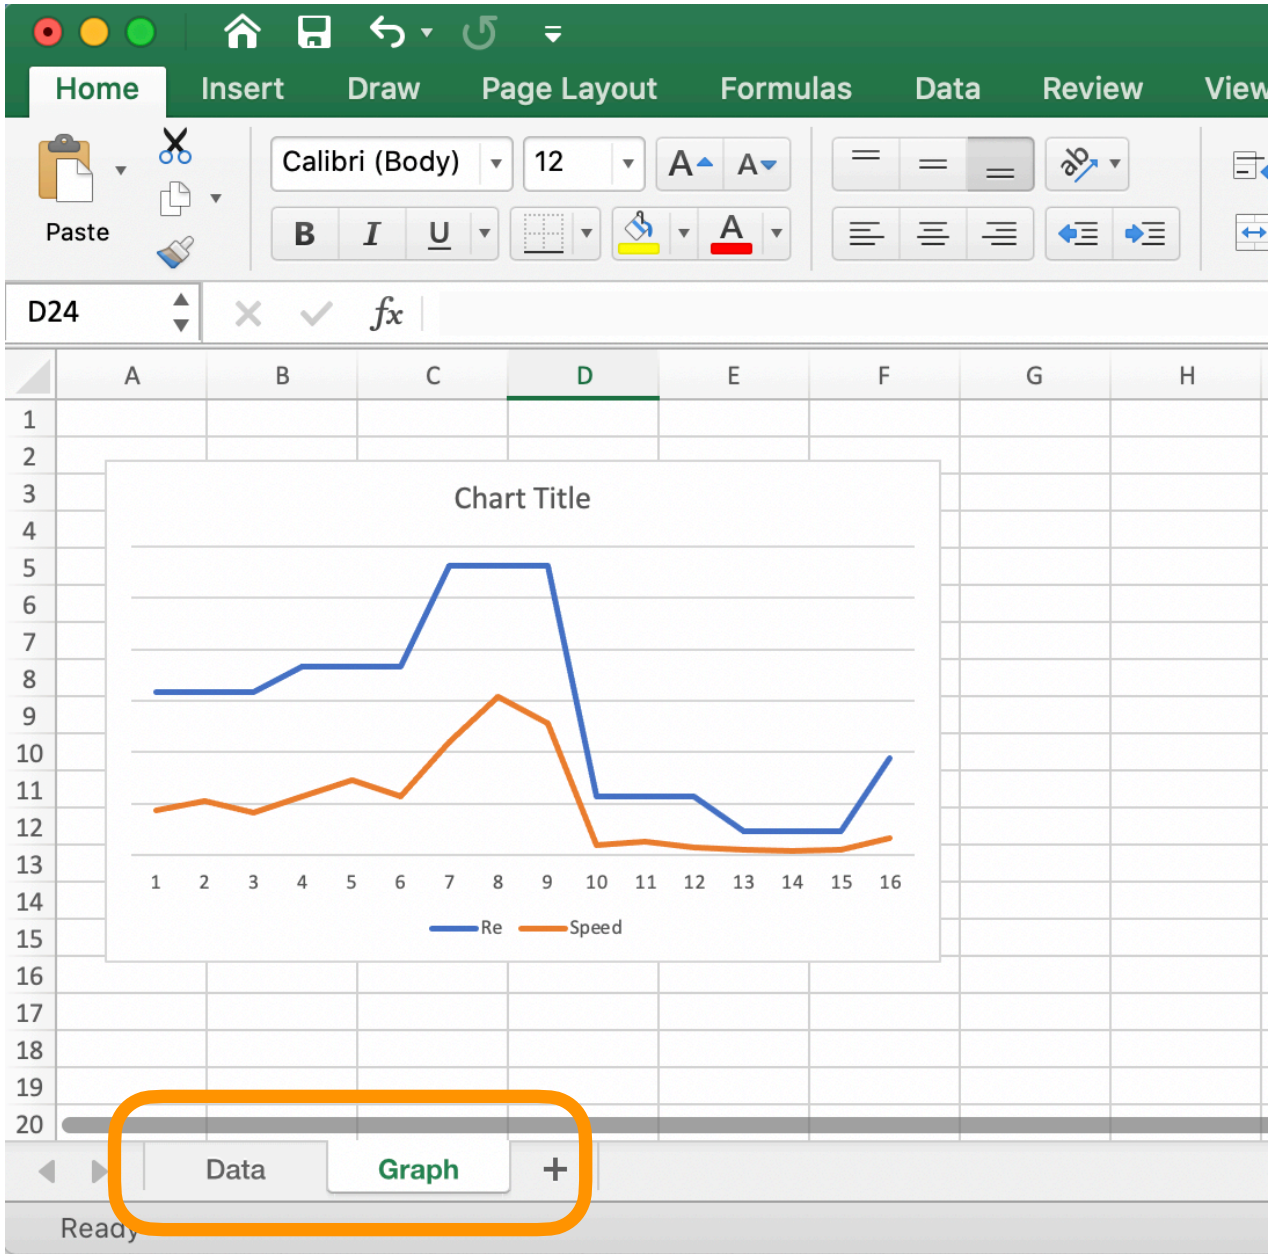 Home Insert Draw Page Layout Formulas Data Review View
Calibri (Body) 12 A A ab
Paste B I U A
D24 fx
A B C D E F G H
1
2
3
4
5
6
7
8
9
10
11
12
13
14
15
16
17
18
19
20
Chart Title
1 2 3 4 5 6 7 8 9 10 11 12 13 14 15 16
Re Speed
Data Graph +
Ready